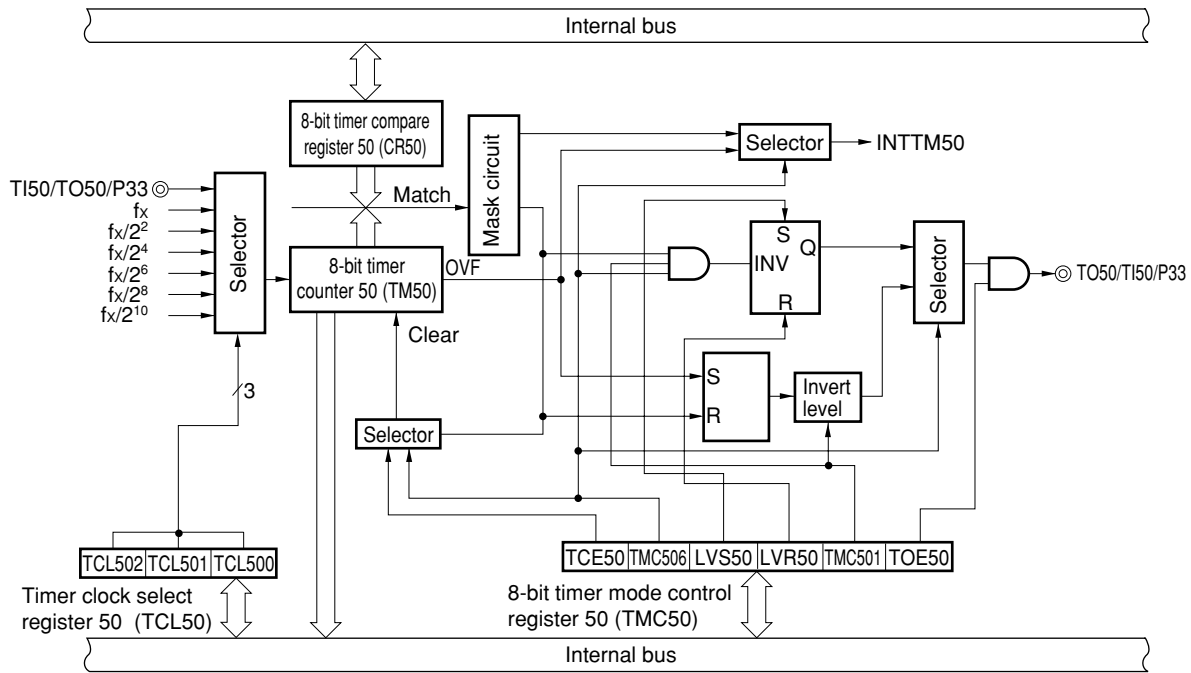 Internal bus
8-bit timer compare
register 50 (CR50)
Mask circuit
Selector
INTTM50
TI50/TO50/P33
fx
fx/2²
fx/2⁴
fx/2⁶
fx/2⁸
fx/2¹⁰
Selector
Match
8-bit timer
counter 50 (TM50)
OVF
Clear
S
Q
INV
R
Selector
TO50/TI50/P33
3
Selector
S
R
Invert
level
TCL502 TCL501 TCL500
Timer clock select
register 50 (TCL50)
TCE50 TMC506 LVS50 LVR50 TMC501 TOE50
8-bit timer mode control
register 50 (TMC50)
Internal bus